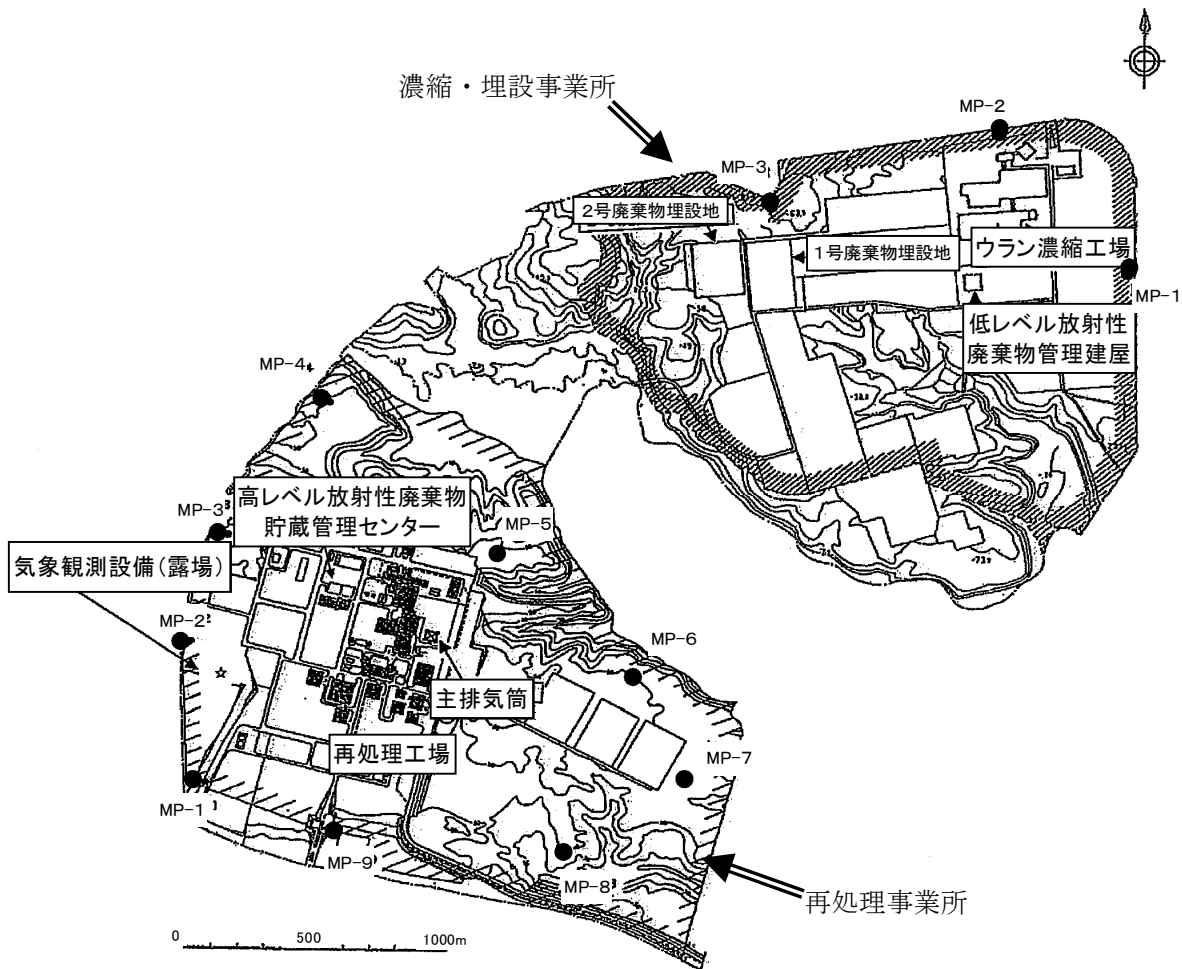 濃縮・埋設事業所
MP-2
MP-3
2号廃棄物埋設地
1号廃棄物埋設地
ウラン濃縮工場
MP-1
低レベル放射性
廃棄物管理建屋
MP-4
高レベル放射性廃棄物
貯蔵管理センター
MP-3
MP-5
気象観測設備(露場)
MP-2
MP-6
主排気筒
再処理工場
MP-7
MP-1
MP-9
MP-8
再処理事業所
0 500 1000m